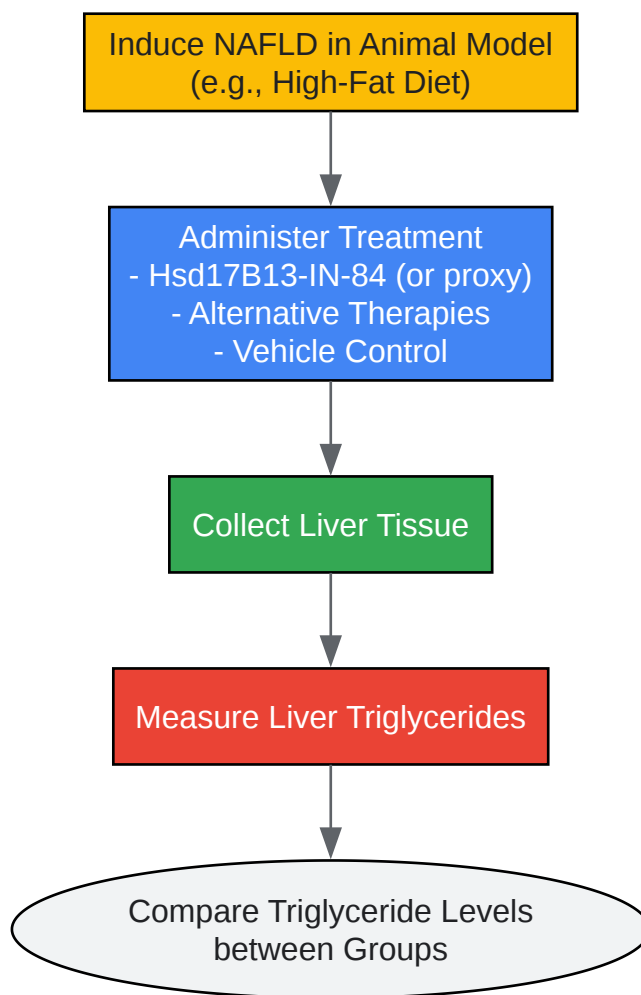 Induce NAFLD in Animal Model
(e.g., High-Fat Diet)
Administer Treatment
- Hsd17B13-IN-84 (or proxy)
- Alternative Therapies
- Vehicle Control
Collect Liver Tissue
Measure Liver Triglycerides
Compare Triglyceride Levels
between Groups